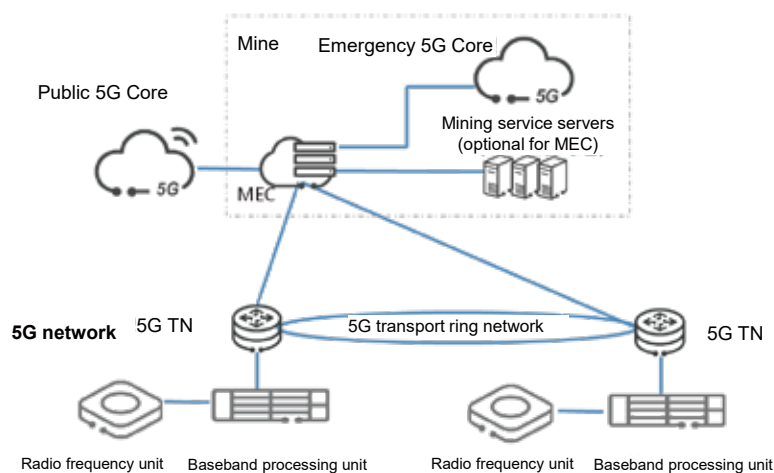 Mine
Emergency 5G Core
Public 5G Core
5G
Mining service servers
(optional for MEC)
5G
MEC
5G network
5G TN
5G transport ring network
5G TN
Radio frequency unit
Baseband processing unit
Radio frequency unit
Baseband processing unit